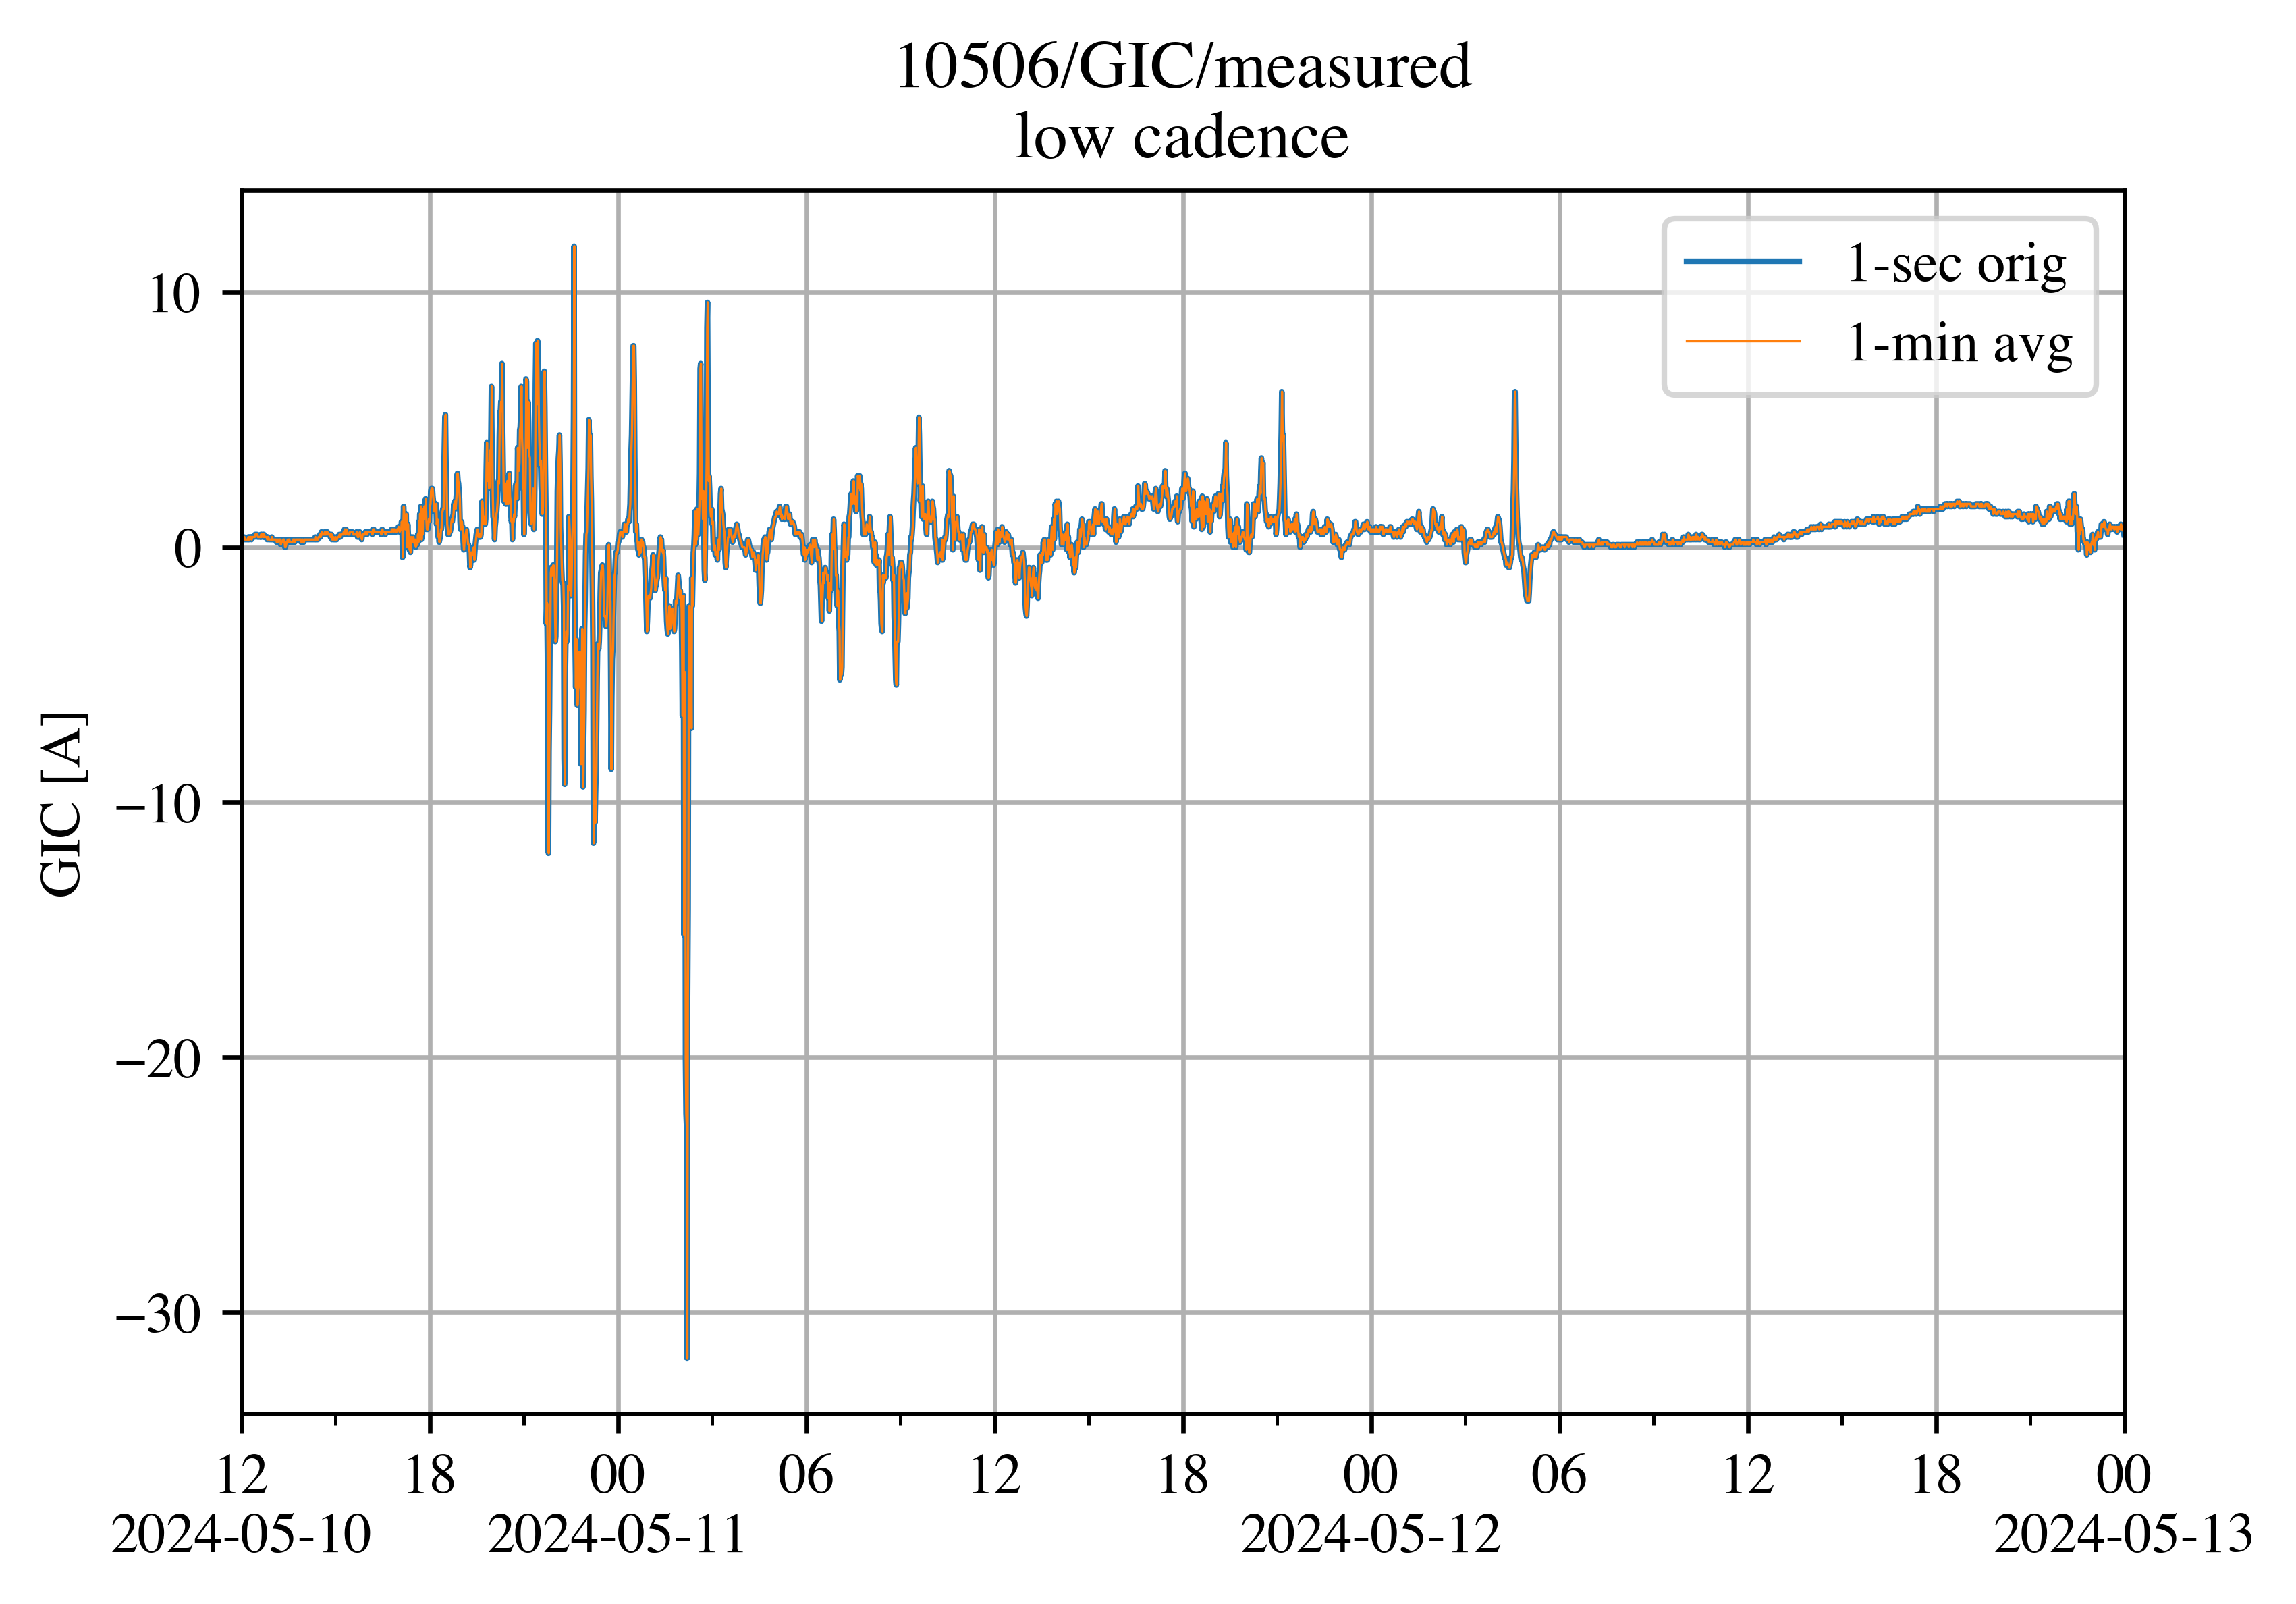 10506/GIC/measured
low cadence
1-sec orig
1-min avg
GIC [A]
10
0
−10
−20
−30
12 18 00 06 12 18 00 06 12 18 00
2024-05-10 2024-05-11 2024-05-12 2024-05-13